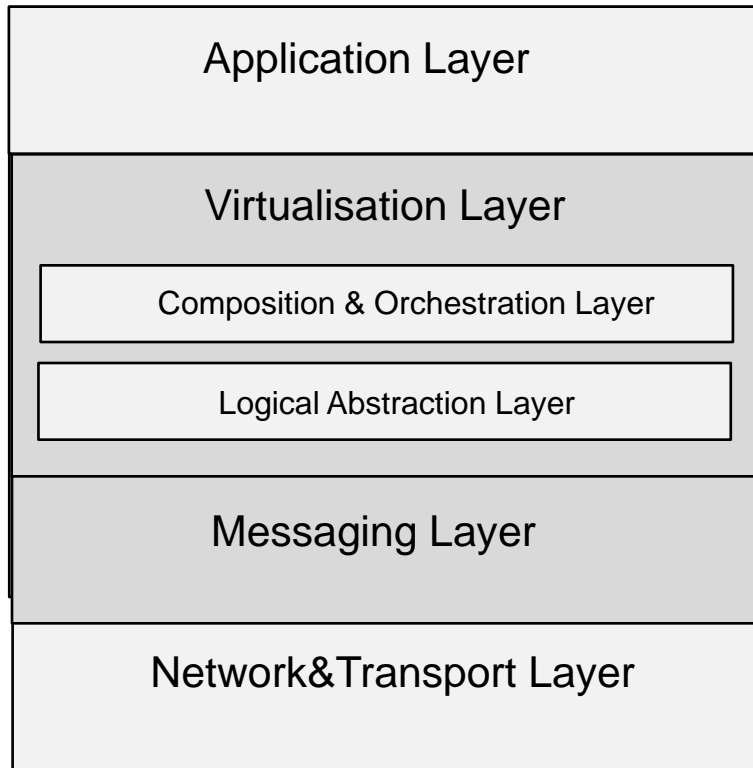 Application Layer
Virtualisation Layer
Composition & Orchestration Layer
Logical Abstraction Layer
Messaging Layer
Network&Transport Layer